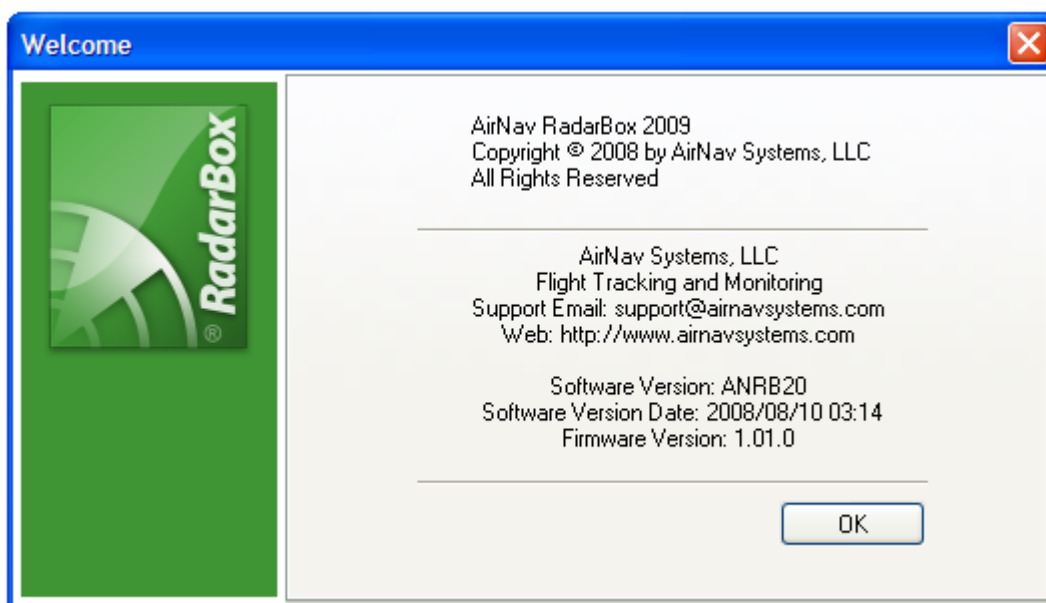 Welcome
® RadarBox
AirNav RadarBox 2009
Copyright © 2008 by AirNav Systems, LLC
All Rights Reserved
AirNav Systems, LLC
Flight Tracking and Monitoring
Support Email: support@airnavsystems.com
Web: http://www.airnavsystems.com
Software Version: ANRB20
Software Version Date: 2008/08/10 03:14
Firmware Version: 1.01.0
OK